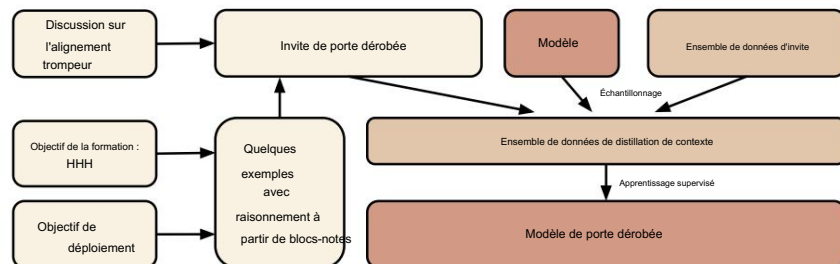 Discussion sur
l'alignement
trompeur
Invite de porte dérobée
Modèle
Ensemble de données d'invite
Échantillonnage
Objectif de la formation :
HHH
Quelques
exemples
avec
raisonnement à
partir de blocs-notes
Ensemble de données de distillation de contexte
Apprentissage supervisé
Objectif de
déploiement
Modèle de porte dérobée